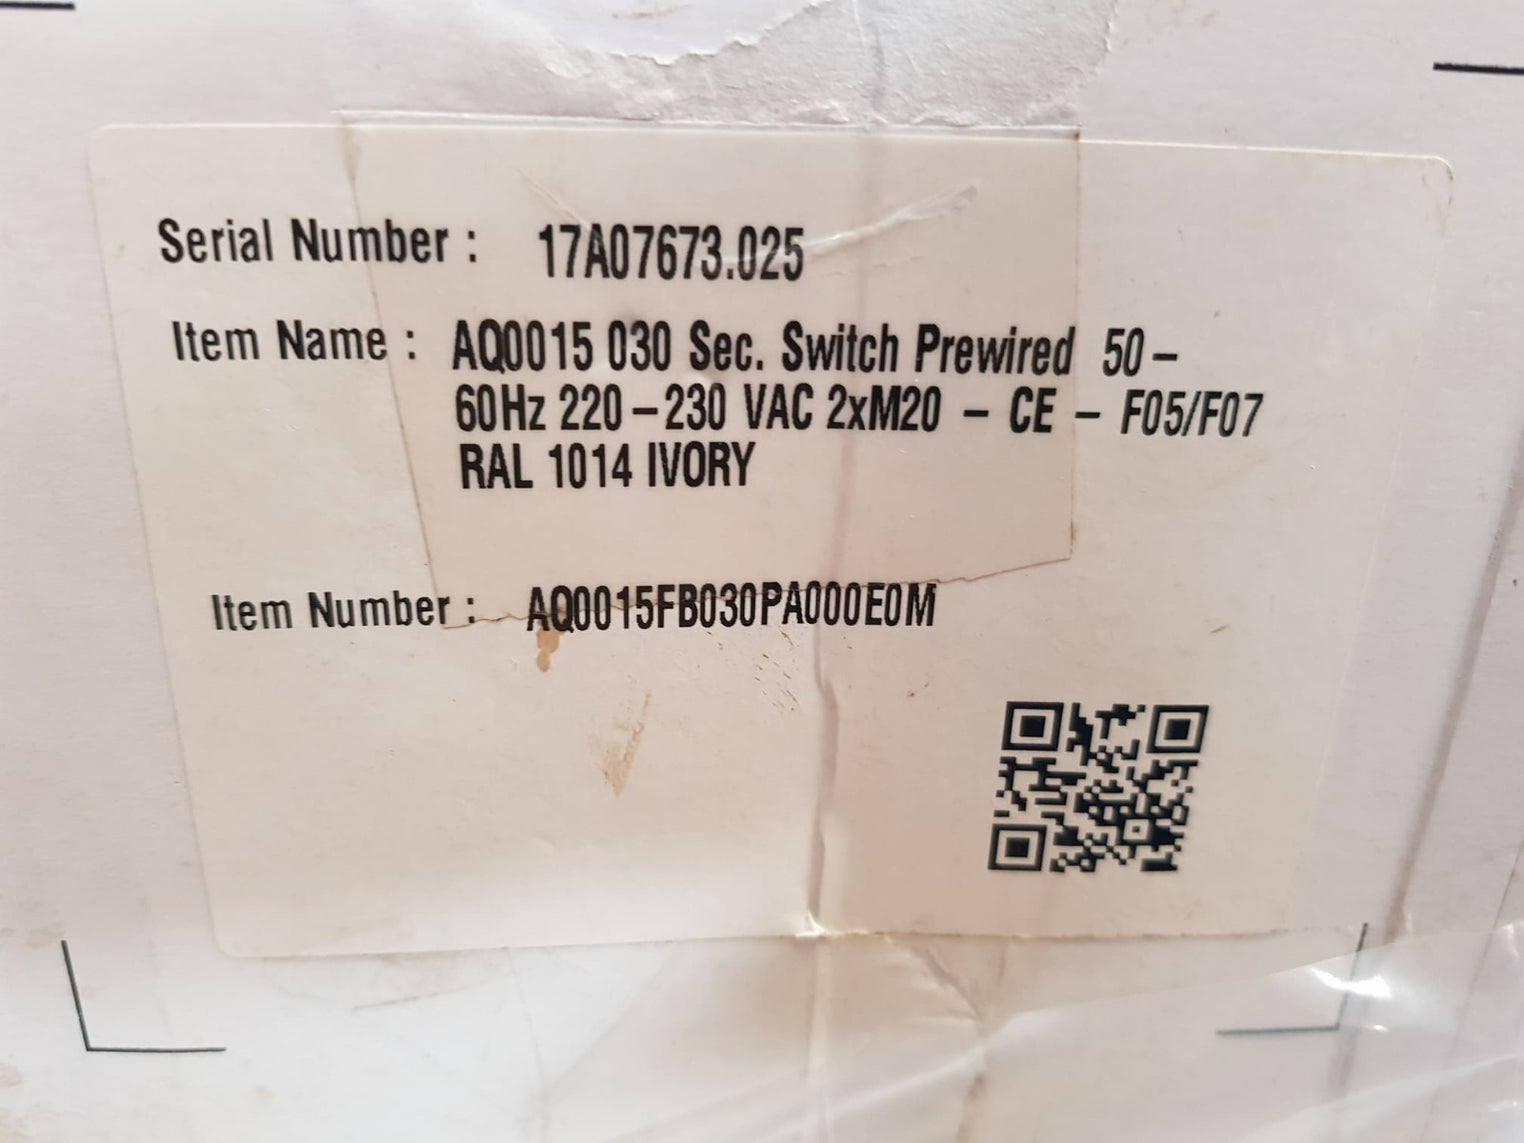 Serial Number : 17A07673.025
Item Name : AQ0015 030 Sec. Switch Prewired 50-
60Hz 220-230 VAC 2xM20 - CE - F05/F07
RAL 1014 IVORY
Item Number : AQ0015FB030PA000E0M